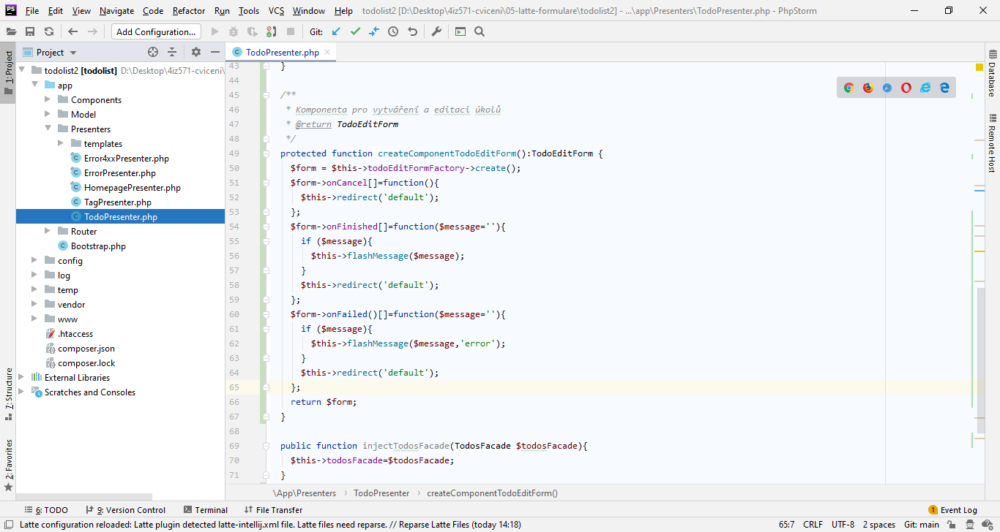 File Edit View Navigate Code Refactor Run Tools VCS Window Help todolist2 [D:\Desktop\4iz571-cviceni\05-latte-formulare\todolist2] - ...\app\Presenters\TodoPresenter.php - PhpStorm
Add Configuration... Git:
Project
TodoPresenter.php
1: Project
7: Structure
2: Favorites
todolist2 [todolist] D:\Desktop\4iz571-cviceni\
app
Components
Model
Presenters
templates
Error4xxPresenter.php
ErrorPresenter.php
HomepagePresenter.php
TagPresenter.php
TodoPresenter.php
Router
Bootstrap.php
config
log
temp
vendor
www
.htaccess
composer.json
composer.lock
External Libraries
Scratches and Consoles
43 }
44
45 /**
46 * Komponenta pro vytváření a editaci úkolů
47 * @return TodoEditForm
48 */
49 protected function createComponentTodoEditForm():TodoEditForm {
50 $form = $this->todoEditFormFactory->create();
51 $form->onCancel[]=function(){
52 $this->redirect('default');
53 };
54 $form->onFinished[]=function($message=''){
55 if ($message){
56 $this->flashMessage($message);
57 }
58 $this->redirect('default');
59 };
60 $form->onFailed()[]=function($message=''){
61 if ($message){
62 $this->flashMessage($message,'error');
63 }
64 $this->redirect('default');
65 };
66 return $form;
67 }
68
69 public function injectTodosFacade(TodosFacade $todosFacade){
70 $this->todosFacade=$todosFacade;
71 }
Database
Remote Host
\App\Presenters › TodoPresenter › createComponentTodoEditForm()
6: TODO 9: Version Control Terminal File Transfer 1 Event Log
Latte configuration reloaded: Latte plugin detected latte-intellij.xml file. Latte files need reparse. // Reparse Latte Files (today 14:18) 65:7 CRLF UTF-8 2 spaces Git: main